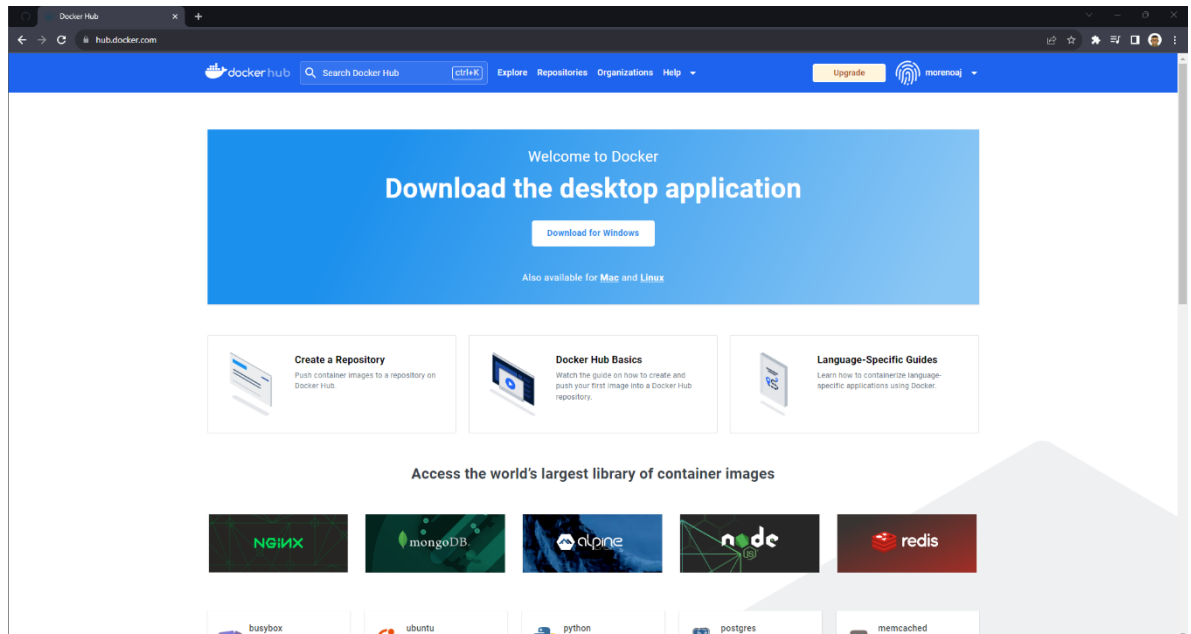 Docker Hub
hub.docker.com
dockerhub Search Docker Hub ctrl+K Explore Repositories Organizations Help Upgrade morenoaj
Welcome to Docker
Download the desktop application
Download for Windows
Also available for Mac and Linux
Create a Repository
Push container images to a repository on
Docker Hub.
Docker Hub Basics
Watch the guide on how to create and
push your first image into a Docker Hub
repository.
Language-Specific Guides
Learn how to containerize language-
specific applications using Docker.
Access the world's largest library of container images
NGINX
mongoDB.
alpine
node
JS
redis
busybox
ubuntu
python
postgres
memcached